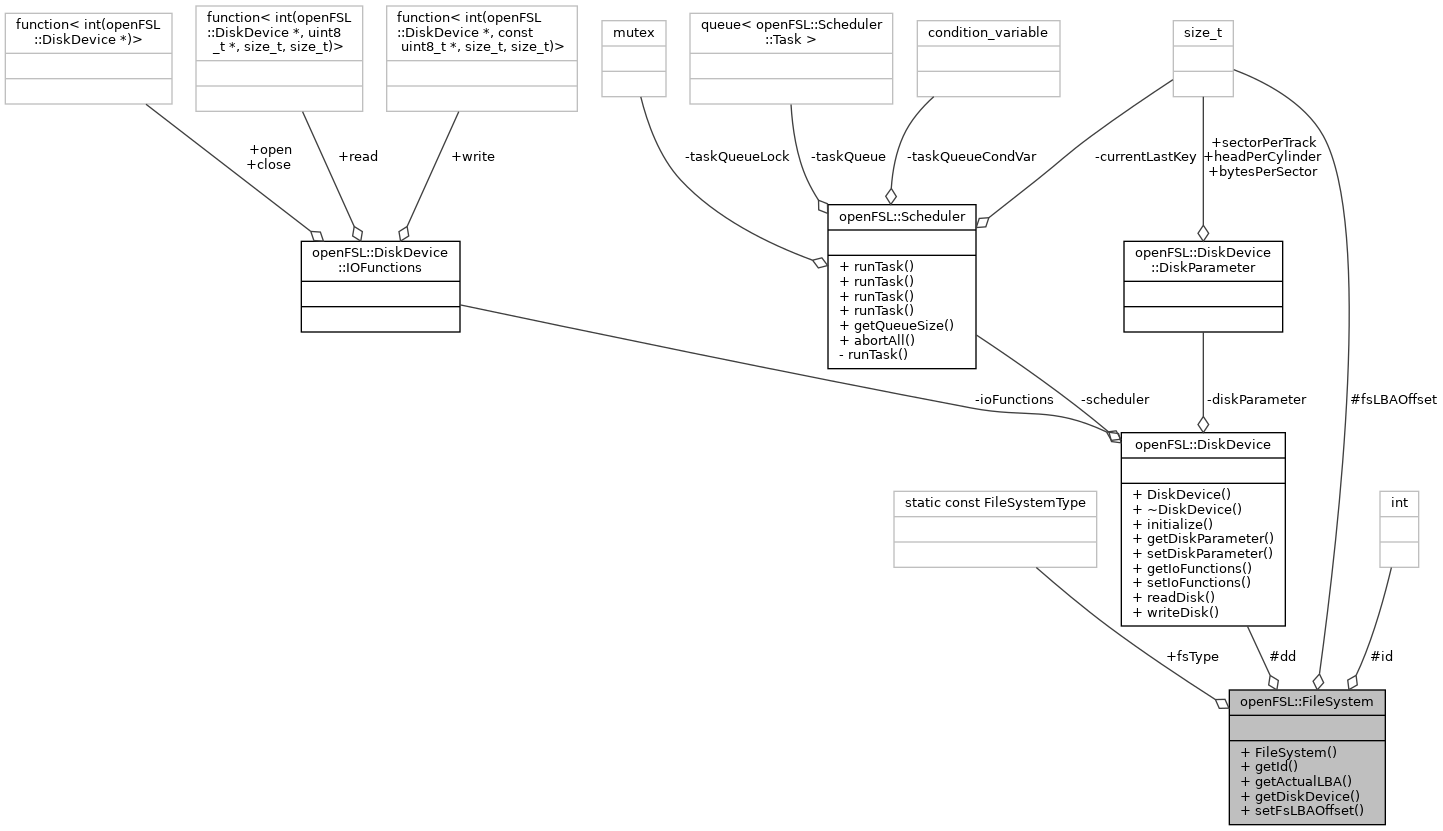 function< int(openFSL
::DiskDevice *)>
function< int(openFSL
::DiskDevice *, uint8
_t *, size_t, size_t)>
function< int(openFSL
::DiskDevice *, const
uint8_t *, size_t, size_t)>
mutex
queue< openFSL::Scheduler
::Task >
condition_variable
size_t
+open
+close
+read
+write
-taskQueueLock
-taskQueue
-taskQueueCondVar
-currentLastKey
+sectorPerTrack
+headPerCylinder
+bytesPerSector
openFSL::DiskDevice
::IOFunctions
openFSL::Scheduler
+ runTask()
+ runTask()
+ runTask()
+ runTask()
+ getQueueSize()
+ abortAll()
- runTask()
openFSL::DiskDevice
::DiskParameter
-ioFunctions
-scheduler
-diskParameter
#fsLBAOffset
static const FileSystemType
openFSL::DiskDevice
+ DiskDevice()
+ ~DiskDevice()
+ initialize()
+ getDiskParameter()
+ setDiskParameter()
+ getIoFunctions()
+ setIoFunctions()
+ readDisk()
+ writeDisk()
int
+fsType
#dd
#id
openFSL::FileSystem
+ FileSystem()
+ getId()
+ getActualLBA()
+ getDiskDevice()
+ setFsLBAOffset()